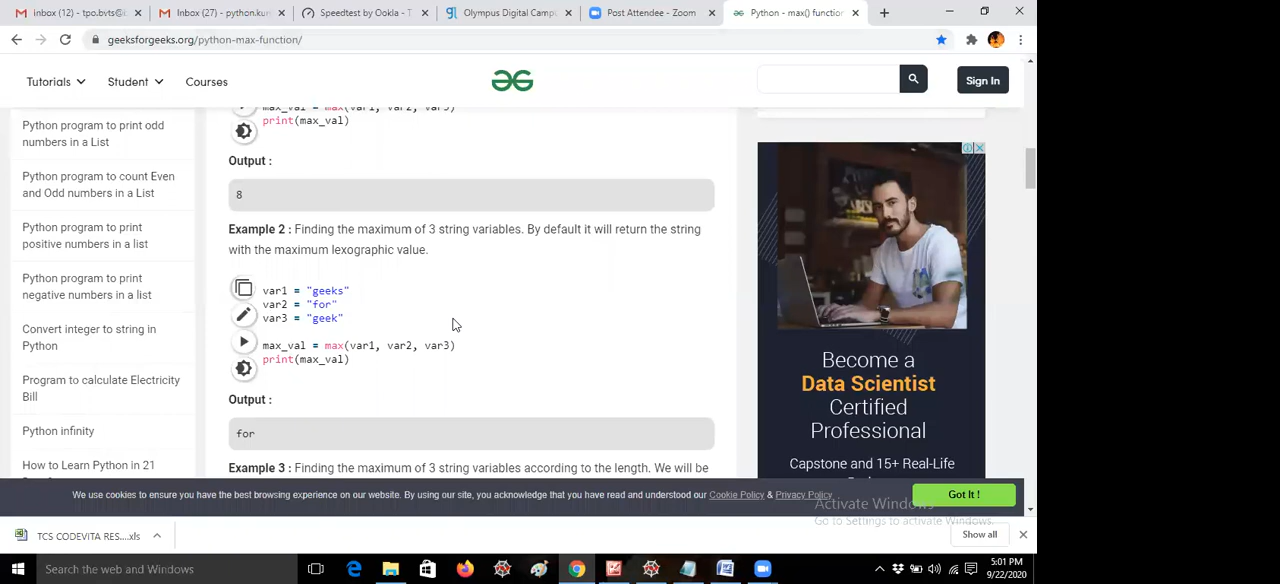 inbox (12) - tpo.bvts@
Inbox (27) - python.kur
Speedtest by Ookla - T
Olympus Digital Camp
Post Attendee - Zoom
Python - max() function
geeksforgeeks.org/python-max-function/
Tutorials
Student
Courses
Sign In
Python program to print odd
numbers in a List
Python program to count Even
and Odd numbers in a List
Python program to print
positive numbers in a list
Python program to print
negative numbers in a list
Convert integer to string in
Python
Program to calculate Electricity
Bill
Python infinity
How to Learn Python in 21
max_val = max(var1, var2, var3)
print(max_val)
Output :
8
Example 2 : Finding the maximum of 3 string variables. By default it will return the string
with the maximum lexographic value.
var1 = "geeks"
var2 = "for"
var3 = "geek"
max_val = max(var1, var2, var3)
print(max_val)
Output :
for
Example 3 : Finding the maximum of 3 string variables according to the length. We will be
Become a
Data Scientist
Certified
Professional
Capstone and 15+ Real-Life
We use cookies to ensure you have the best browsing experience on our website. By using our site, you acknowledge that you have read and understood our Cookie Policy & Privacy Policy
Got It !
Activate Windows
Go to Settings to activate Windows.
TCS CODEVITA RES....xls
Show all
Search the web and Windows
5:01 PM
9/22/2020